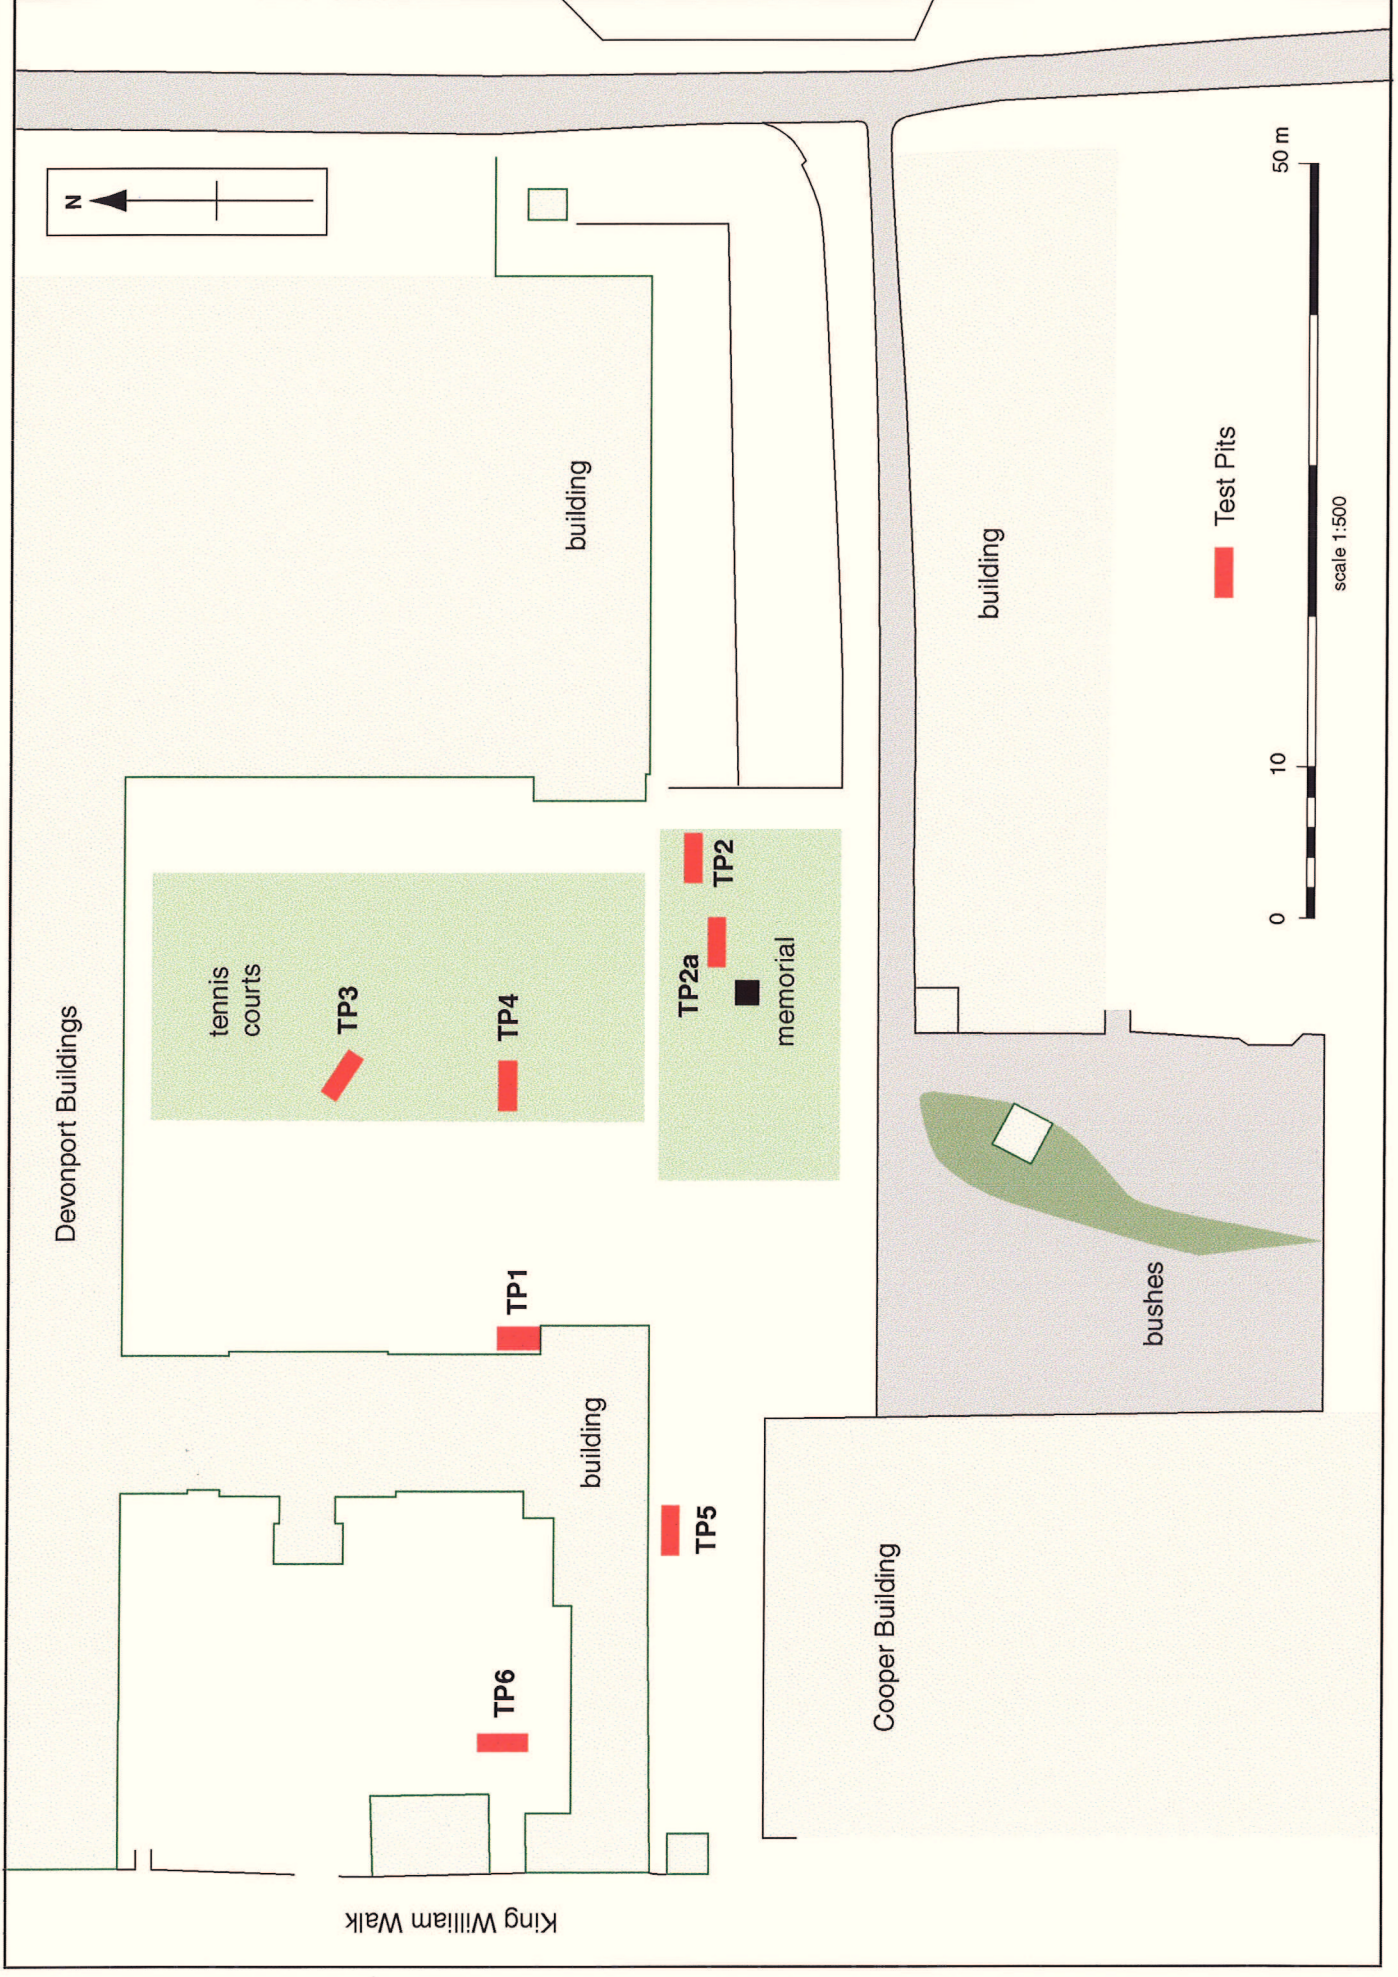 Devonport Buildings
N
tennis
courts
TP3
TP4
building
TP1
building
TP6
King William Walk
TP2a
TP2
memorial
TP5
Cooper Building
building
bushes
Test Pits
0
10
50 m
scale 1:500